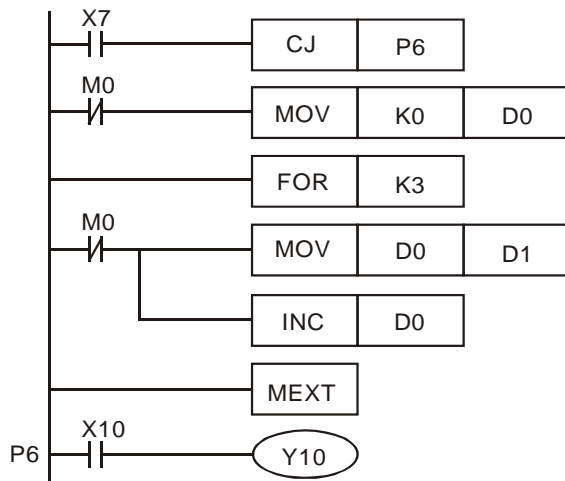 X7
CJ P6
M0
MOV K0 D0
FOR K3
M0
MOV D0 D1
INC D0
MEXT
X10
P6 Y10